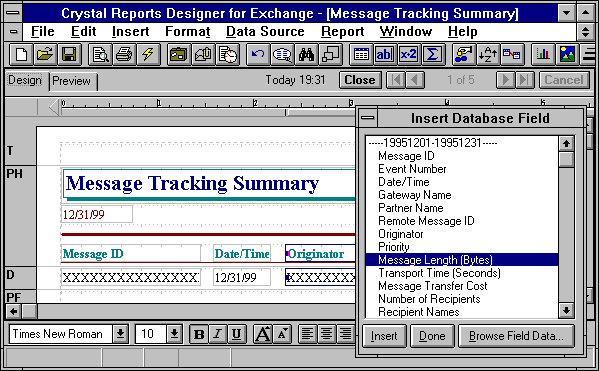 Crystal Reports Designer for Exchange - [Message Tracking Summary]
File Edit Insert Format Data Source Report Window Help
ab| x-2 Σ
Design Preview Today 19:31 Close 1 of 5 Cancel
Insert Database Field
-----19951201-19951231-----
Message ID
Event Number
Date/Time
Gateway Name
Partner Name
Remote Message ID
Originator
Priority
Message Length (Bytes)
Transport Time (Seconds)
Message Transfer Cost
Number of Recipients
Recipient Names
Insert Done Browse Field Data...
T
PH
Message Tracking Summary
12/31/99
Message ID Date/Time Originator
D XXXXXXXXXXXXXXX 12/31/99 XXXXXXX
PF
Times New Roman 10 B I U A A